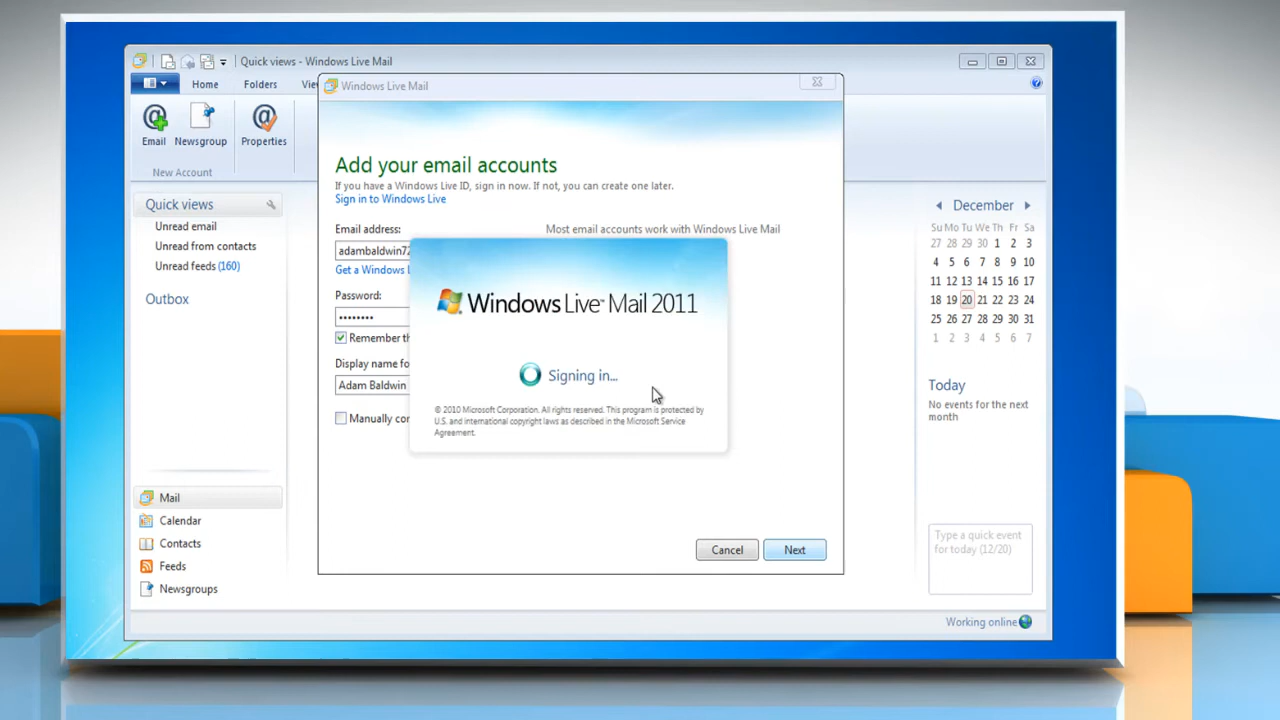 Quick views - Windows Live Mail
Home
Folders
Windows Live Mail
Email
Newsgroup
Properties
New Account
Add your email accounts
If you have a Windows Live ID, sign in now. If not, you can create one later.
Sign in to Windows Live
Email address:
Most email accounts work with Windows Live Mail
adambaldwin72
Get a Windows
Password:
••••••••
Remember
Display name
Adam Baldwin
Manually
Windows Live™ Mail 2011
Signing in...
© 2010 Microsoft Corporation. All rights reserved. This program is protected by
U.S. and international copyright laws as described in the Microsoft Service
Agreement.
Cancel
Next
Quick views
Unread email
Unread from contacts
Unread feeds (160)
Outbox
Mail
Calendar
Contacts
Feeds
Newsgroups
December
Su Mo Tu We Th Fr Sa
27 28 29 30 1 2 3
4 5 6 7 8 9 10
11 12 13 14 15 16 17
18 19 20 21 22 23 24
25 26 27 28 29 30 31
1 2 3 4 5 6 7
Today
No events for the next
month
Type a quick event
for today (12/20)
Working online